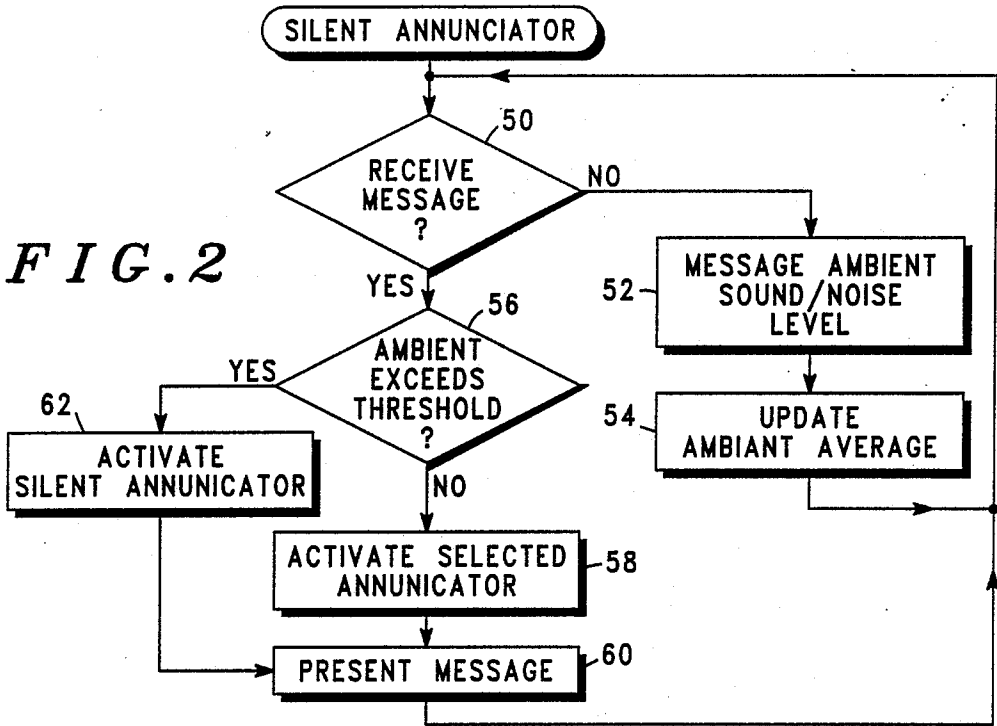 SILENT ANNUNCIATOR
50
RECEIVE
MESSAGE
?
NO
YES
FIG.2
52
MESSAGE AMBIENT
SOUND/NOISE
LEVEL
56
AMBIENT
EXCEEDS
THRESHOLD
?
YES
NO
54
UPDATE
AMBIANT AVERAGE
62
ACTIVATE
SILENT ANNUNICATOR
ACTIVATE SELECTED
ANNUNICATOR
58
PRESENT MESSAGE
60